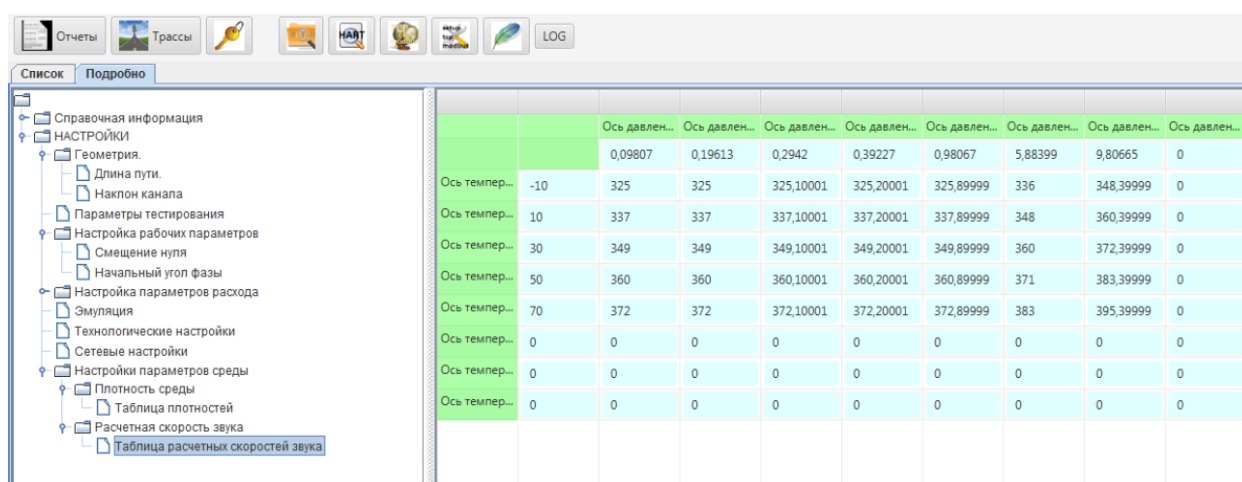 Отчеты Трассы HART setup tcp modbus LOG
Список Подробно
Справочная информация
НАСТРОЙКИ
Геометрия.
Длина пути.
Наклон канала
Параметры тестирования
Настройка рабочих параметров
Смещение нуля
Начальный угол фазы
Настройка параметров расхода
Эмуляция
Технологические настройки
Сетевые настройки
Настройки параметров среды
Плотность среды
Таблица плотностей
Расчетная скорость звука
Таблица расчетных скоростей звука
Ось давлен... Ось давлен... Ось давлен... Ось давлен... Ось давлен... Ось давлен... Ось давлен... Ось давлен...
0,09807 0,19613 0,2942 0,39227 0,98067 5,88399 9,80665 0
Ось темпер... -10 325 325 325,10001 325,20001 325,89999 336 348,39999 0
Ось темпер... 10 337 337 337,10001 337,20001 337,89999 348 360,39999 0
Ось темпер... 30 349 349 349,10001 349,20001 349,89999 360 372,39999 0
Ось темпер... 50 360 360 360,10001 360,20001 360,89999 371 383,39999 0
Ось темпер... 70 372 372 372,10001 372,20001 372,89999 383 395,39999 0
Ось темпер... 0 0 0 0 0 0 0 0 0
Ось темпер... 0 0 0 0 0 0 0 0 0
Ось темпер... 0 0 0 0 0 0 0 0 0